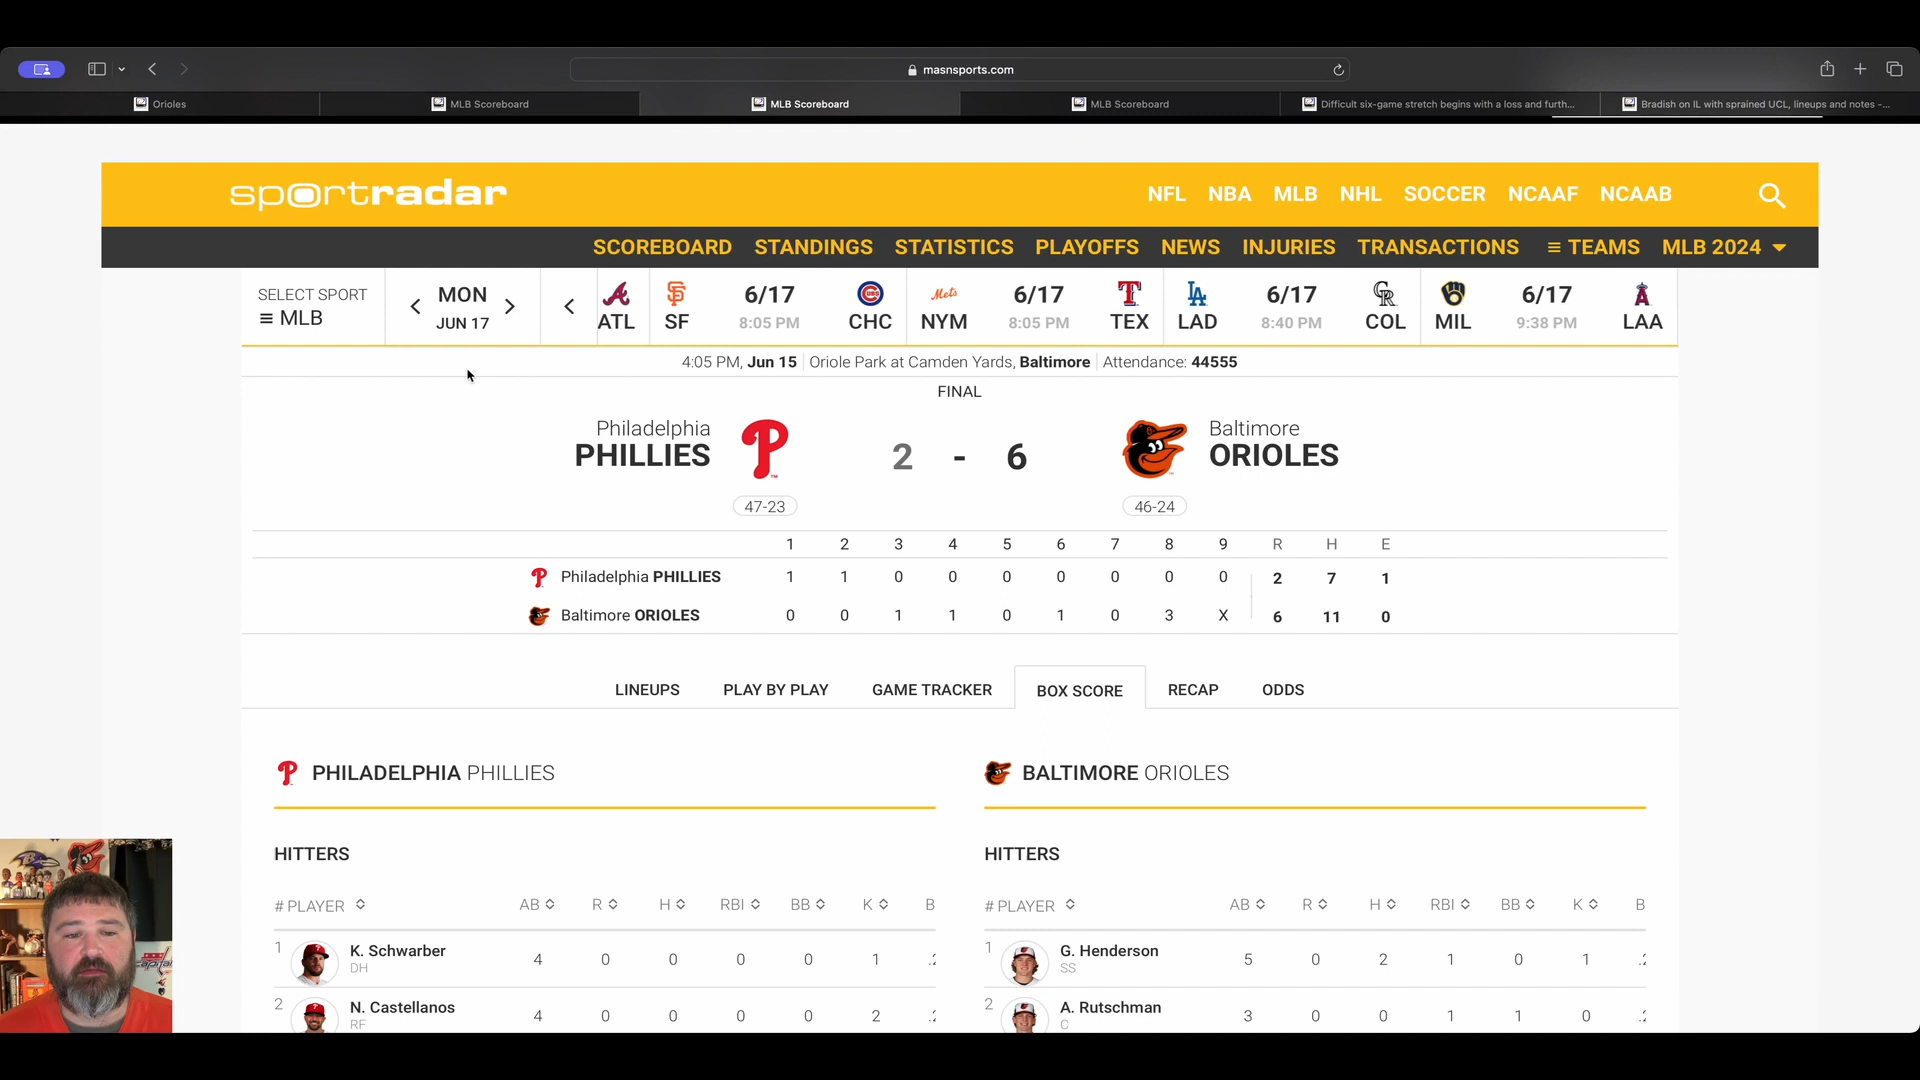 masnsports.com
Orioles
MLB Scoreboard
MLB Scoreboard
MLB Scoreboard
Difficult six-game stretch begins with a loss and furth...
Bradish on IL with sprained UCL, lineups and notes -...
sportradar
NFL NBA MLB NHL SOCCER NCAAF NCAAB
SCOREBOARD STANDINGS STATISTICS PLAYOFFS NEWS INJURIES TRANSACTIONS TEAMS MLB 2024
SELECT SPORT
MLB
MON
JUN 17
ATL
SF 6/17 8:05 PM CHC
NYM 6/17 8:05 PM TEX
LAD 6/17 8:40 PM COL
MIL 6/17 9:38 PM LAA
4:05 PM, Jun 15 Oriole Park at Camden Yards, Baltimore Attendance: 44555
FINAL
Philadelphia
PHILLIES
2 - 6
Baltimore
ORIOLES
47-23
46-24
1 2 3 4 5 6 7 8 9 R H E
Philadelphia PHILLIES 1 1 0 0 0 0 0 0 0 2 7 1
Baltimore ORIOLES 0 0 1 1 0 1 0 3 X 6 11 0
LINEUPS PLAY BY PLAY GAME TRACKER BOX SCORE RECAP ODDS
PHILADELPHIA PHILLIES
HITTERS
# PLAYER AB R H RBI BB K B
1 K. Schwarber 4 0 0 0 0 1
DH
2 N. Castellanos 4 0 0 0 0 2
RF
BALTIMORE ORIOLES
HITTERS
# PLAYER AB R H RBI BB K B
1 G. Henderson 5 0 2 1 0 1
SS
2 A. Rutschman 3 0 0 1 1 0
C